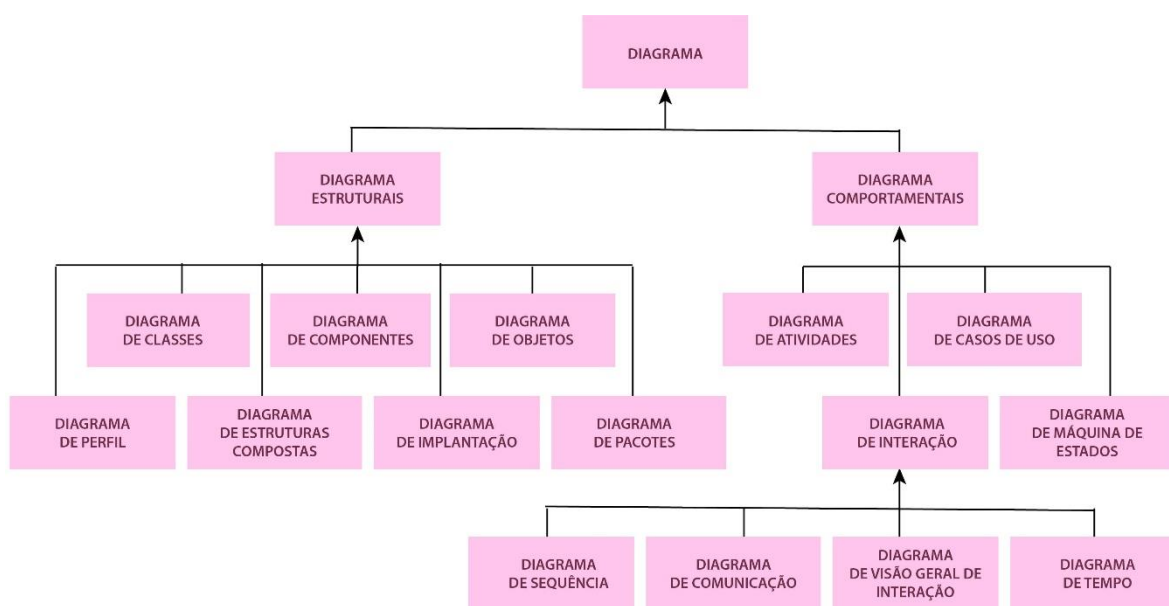 DIAGRAMA
DIAGRAMA
ESTRUTURAIS
DIAGRAMA
COMPORTAMENTAIS
DIAGRAMA
DE CLASSES
DIAGRAMA
DE COMPONENTES
DIAGRAMA
DE OBJETOS
DIAGRAMA
DE ATIVIDADES
DIAGRAMA
DE CASOS DE USO
DIAGRAMA
DE PERFIL
DIAGRAMA
DE ESTRUTURAS
COMPOSTAS
DIAGRAMA
DE IMPLANTAÇÃO
DIAGRAMA
DE PACOTES
DIAGRAMA
DE INTERAÇÃO
DIAGRAMA
DE MÁQUINA DE
ESTADOS
DIAGRAMA
DE SEQUÊNCIA
DIAGRAMA
DE COMUNICAÇÃO
DIAGRAMA
DE VISÃO GERAL DE
INTERAÇÃO
DIAGRAMA
DE TEMPO